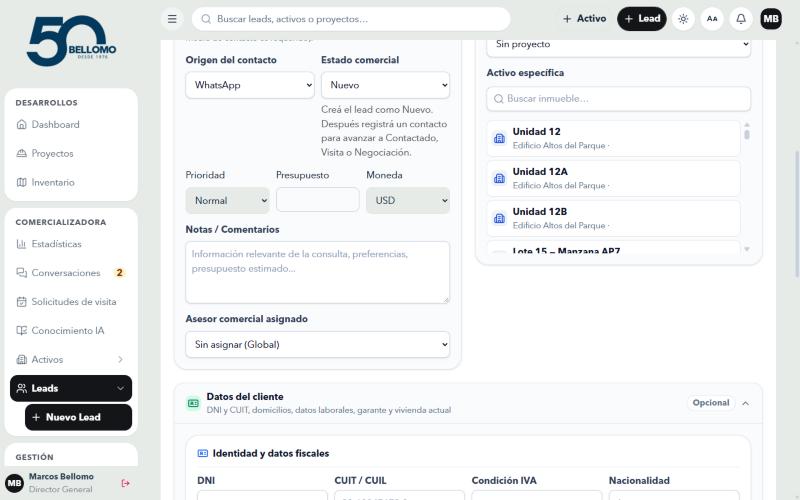 50 BELLOMO
DESDE 1976
DESARROLLOS
Dashboard
Proyectos
Inventario
COMERCIALIZADORA
Estadísticas
Conversaciones 2
Solicitudes de visita
Conocimiento IA
Activos
Leads
+ Nuevo Lead
GESTIÓN
MB Marcos Bellomo
Director General
Buscar leads, activos o proyectos...
+ Activo
+ Lead
AA
MB
Origen del contacto Estado comercial
WhatsApp Nuevo
Creá el lead como Nuevo.
Después registrá un contacto
para avanzar a Contactado,
Visita o Negociación.
Prioridad Presupuesto Moneda
Normal USD
Notas / Comentarios
Información relevante de la consulta, preferencias,
presupuesto estimado...
Asesor comercial asignado
Sin asignar (Global)
Sin proyecto
Activo específica
Buscar inmueble...
Unidad 12
Edificio Altos del Parque ·
Unidad 12A
Edificio Altos del Parque ·
Unidad 12B
Edificio Altos del Parque ·
Lote 15 – Manzana AP7
Datos del cliente
DNI y CUIT, domicilios, datos laborales, garante y vivienda actual
Opcional
Identidad y datos fiscales
DNI CUIT / CUIL Condición IVA Nacionalidad